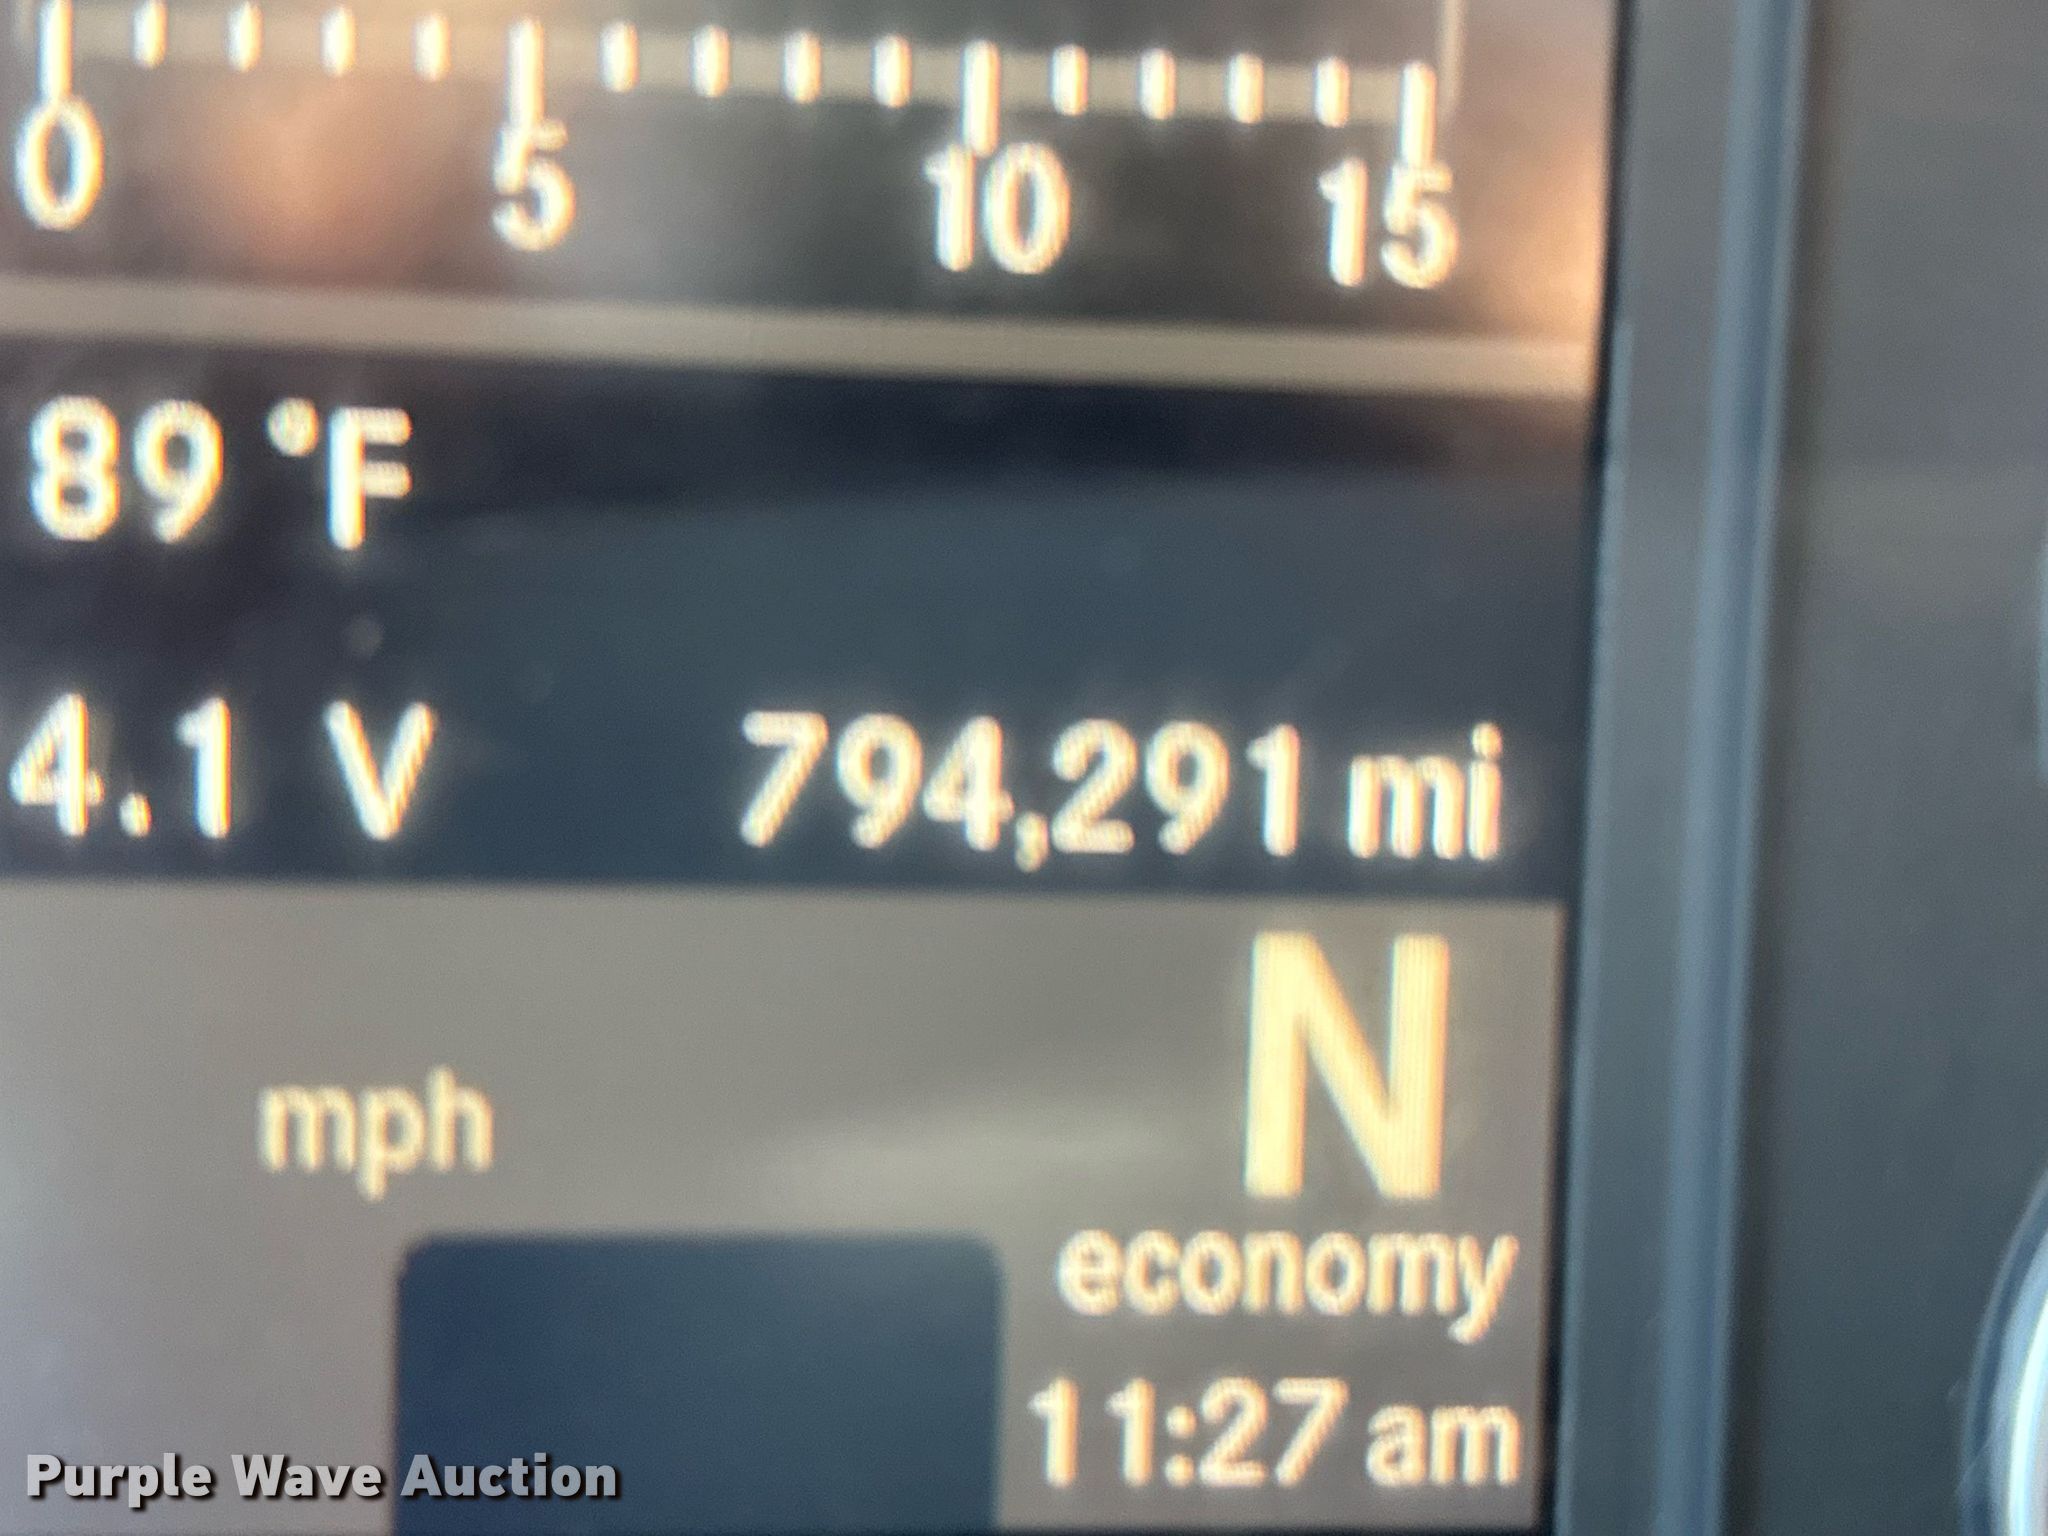 0 5 10 15
89 °F
4.1 V 794,291 mi
N
mph
economy
11:27 am
Purple Wave Auction